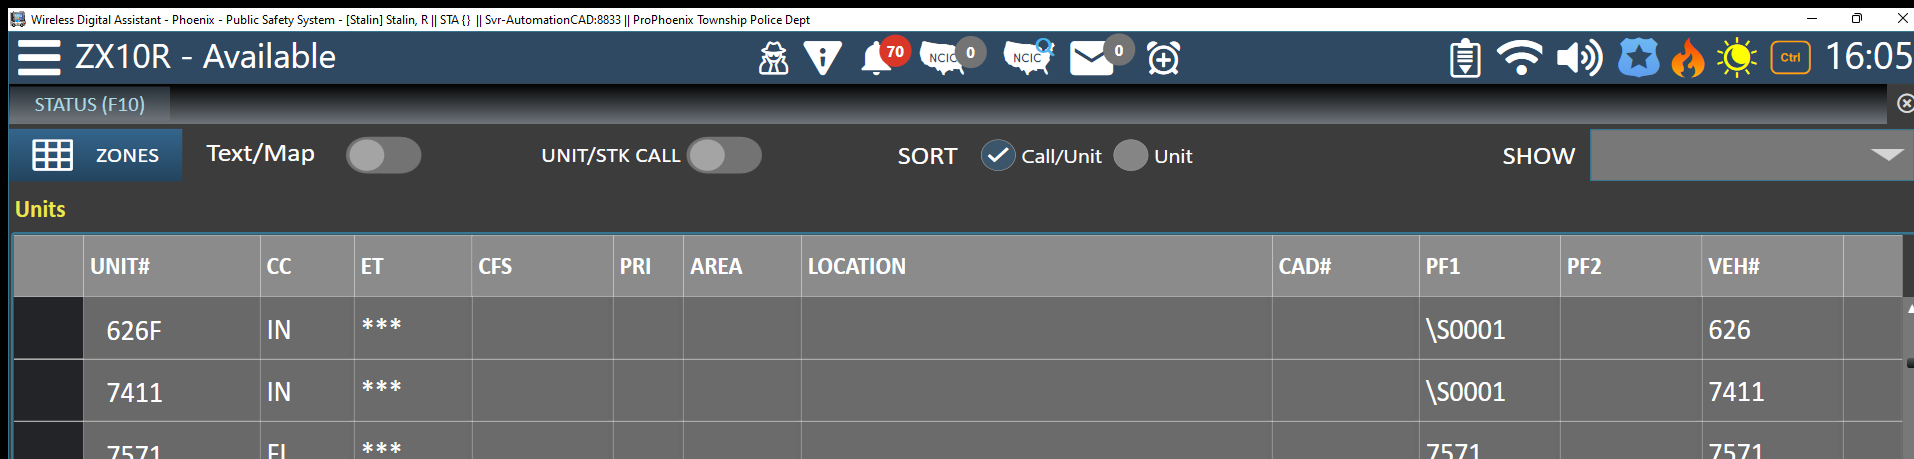 Wireless Digital Assistant - Phoenix - Public Safety System - [Stalin] Stalin, R || STA {} || Svr-AutomationCAD:8833 || ProPhoenix Township Police Dept
ZX10R - Available 70 NCIC 0 NCIC 0 Ctrl 16:05
STATUS (F10)
ZONES Text/Map UNIT/STK CALL SORT Call/Unit Unit SHOW
Units
UNIT# CC ET CFS PRI AREA LOCATION CAD# PF1 PF2 VEH#
626F IN *** \S0001 626
7411 IN *** \S0001 7411
7571 *** 7571 7571